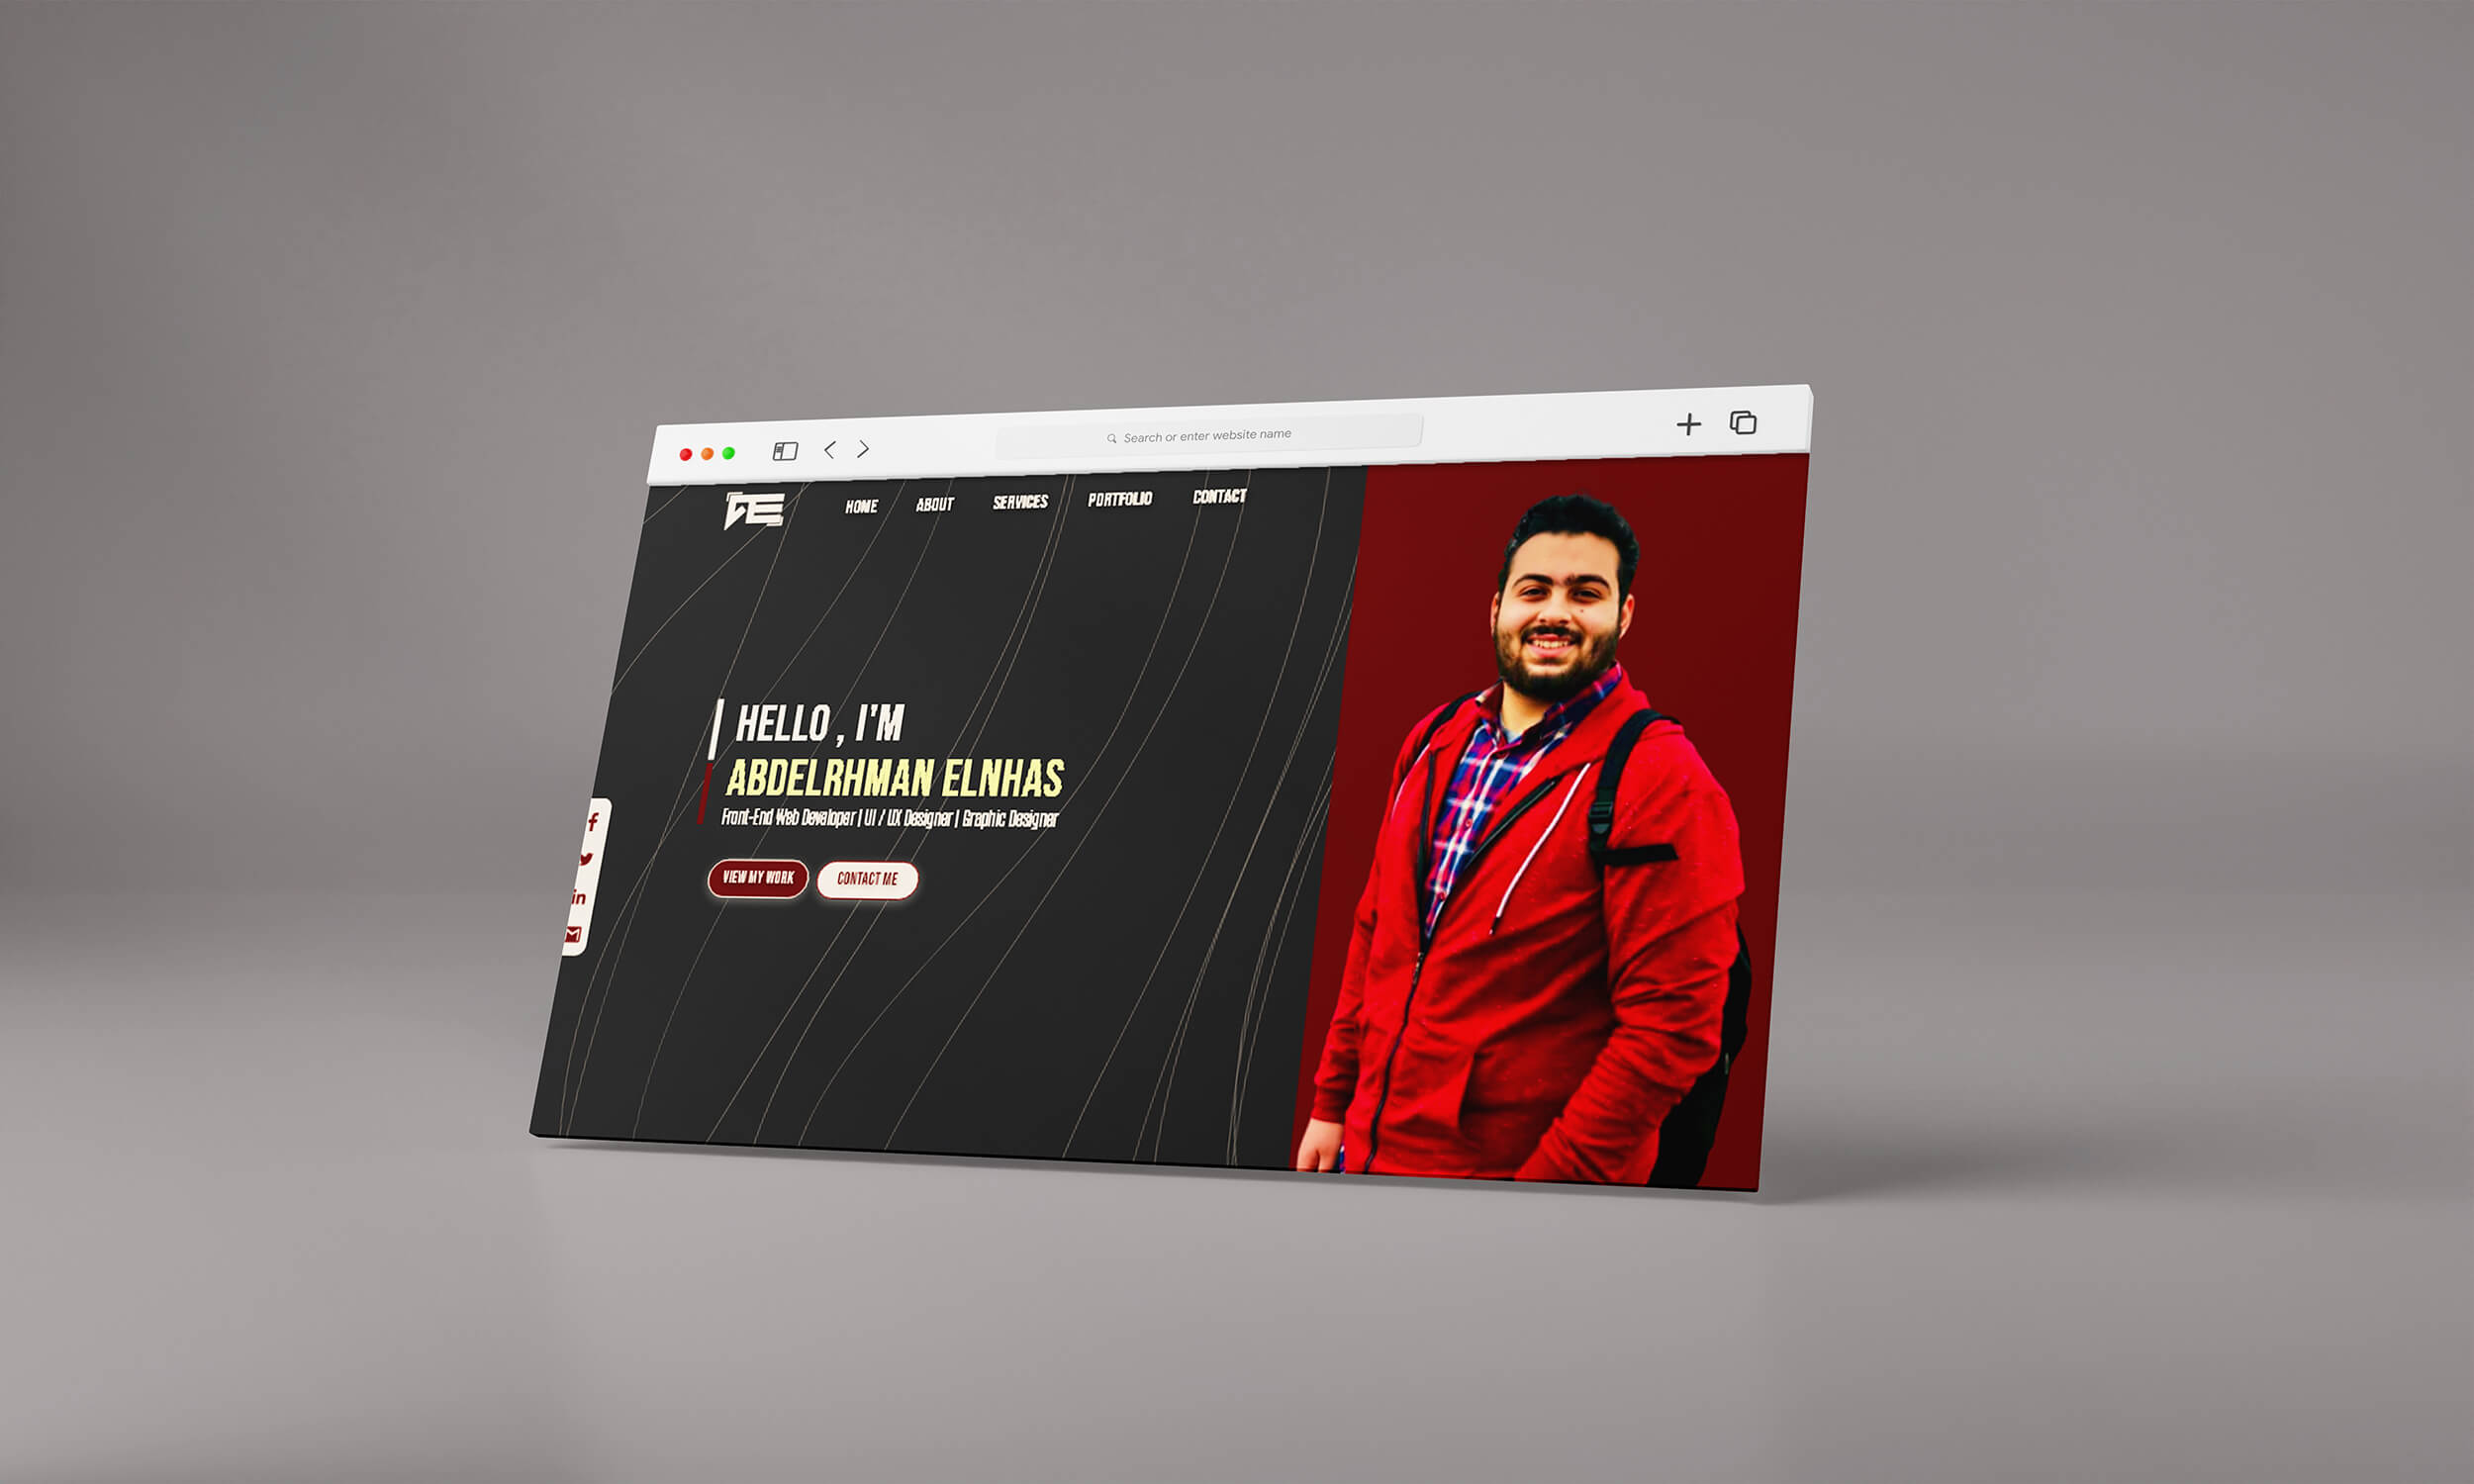 Search or enter website name
HOME ABOUT SERVICES PORTFOLIO CONTACT
HELLO , I'M
ABDELRHMAN ELNHAS
Front-End Web Developer | UI / UX Designer | Graphic Designer
VIEW MY WORK CONTACT ME
f
in